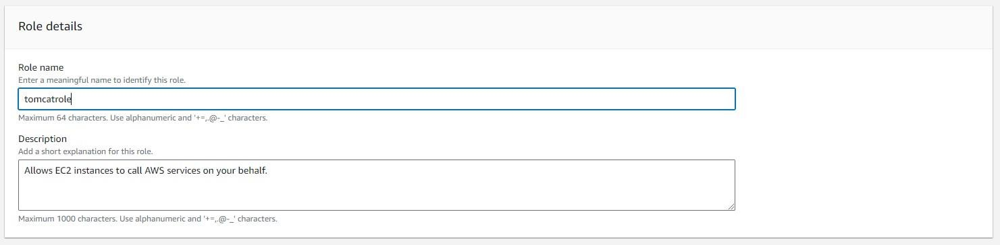 Role details
Role name
Enter a meaningful name to identify this role.
tomcatrole
Maximum 64 characters. Use alphanumeric and '+=,.@-_' characters.
Description
Add a short explanation for this role.
Allows EC2 instances to call AWS services on your behalf.
Maximum 1000 characters. Use alphanumeric and '+=,.@-_' characters.